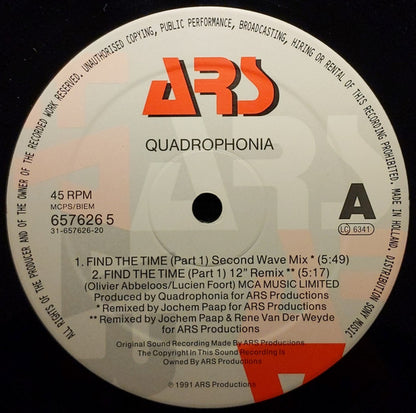 ALL RIGHTS OF THE PRODUCER AND OF THE OWNER OF THE RECORDED WORK RESERVED. UNAUTHORISED COPYING, PUBLIC PERFORMANCE, BROADCASTING, HIRING OR RENTAL OF THIS RECORDING PROHIBITED. MADE IN HOLLAND. DISTRIBUTION SONY MUSIC
ARS
QUADROPHONIA
45 RPM
MCPS/BIEM
657626 5
31-657626-20
A
LC 6341
1. FIND THE TIME (Part 1) Second Wave Mix * (5:49)
2. FIND THE TIME (Part 1) 12" Remix ** (5:17)
(Olivier Abbeloos/Lucien Foort) MCA MUSIC LIMITED
Produced by Quadrophonia for ARS Productions
* Remixed by Jochem Paap for ARS Productions
** Remixed by Jochem Paap & Rene Van Der Weyde
for ARS Productions
Original Sound Recording Made By ARS Productions
The Copyright In This Sound Recording Is
Owned By ARS Productions
℗ 1991 ARS Productions